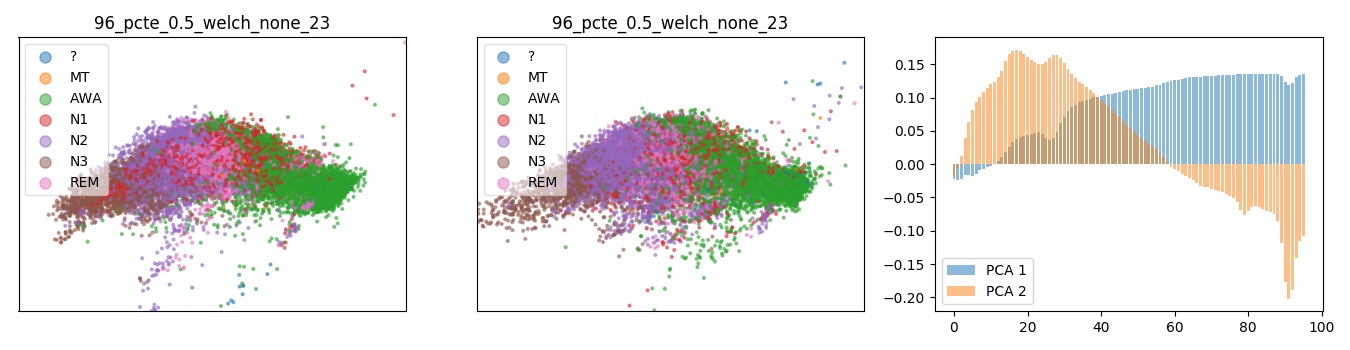 96_pcte_0.5_welch_none_23
?
MT
AWA
N1
N2
N3
REM
96_pcte_0.5_welch_none_23
?
MT
AWA
N1
N2
N3
REM
0.15
0.10
0.05
0.00
−0.05
−0.10
−0.15
−0.20
PCA 1
PCA 2
0 20 40 60 80 100